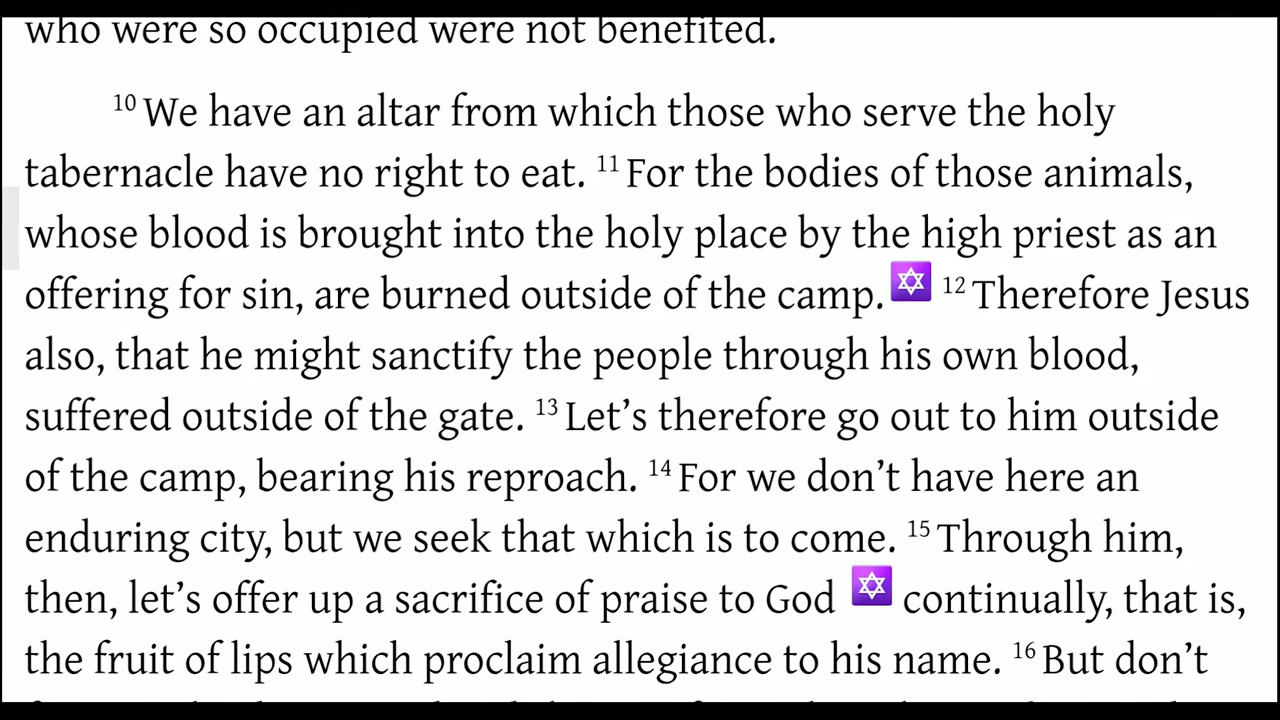 who were so occupied were not benefited.
10 We have an altar from which those who serve the holy
tabernacle have no right to eat. 11 For the bodies of those animals,
whose blood is brought into the holy place by the high priest as an
offering for sin, are burned outside of the camp.✡ 12 Therefore Jesus
also, that he might sanctify the people through his own blood,
suffered outside of the gate. 13 Let’s therefore go out to him outside
of the camp, bearing his reproach. 14 For we don’t have here an
enduring city, but we seek that which is to come. 15 Through him,
then, let’s offer up a sacrifice of praise to God ✡ continually, that is,
the fruit of lips which proclaim allegiance to his name. 16 But don’t